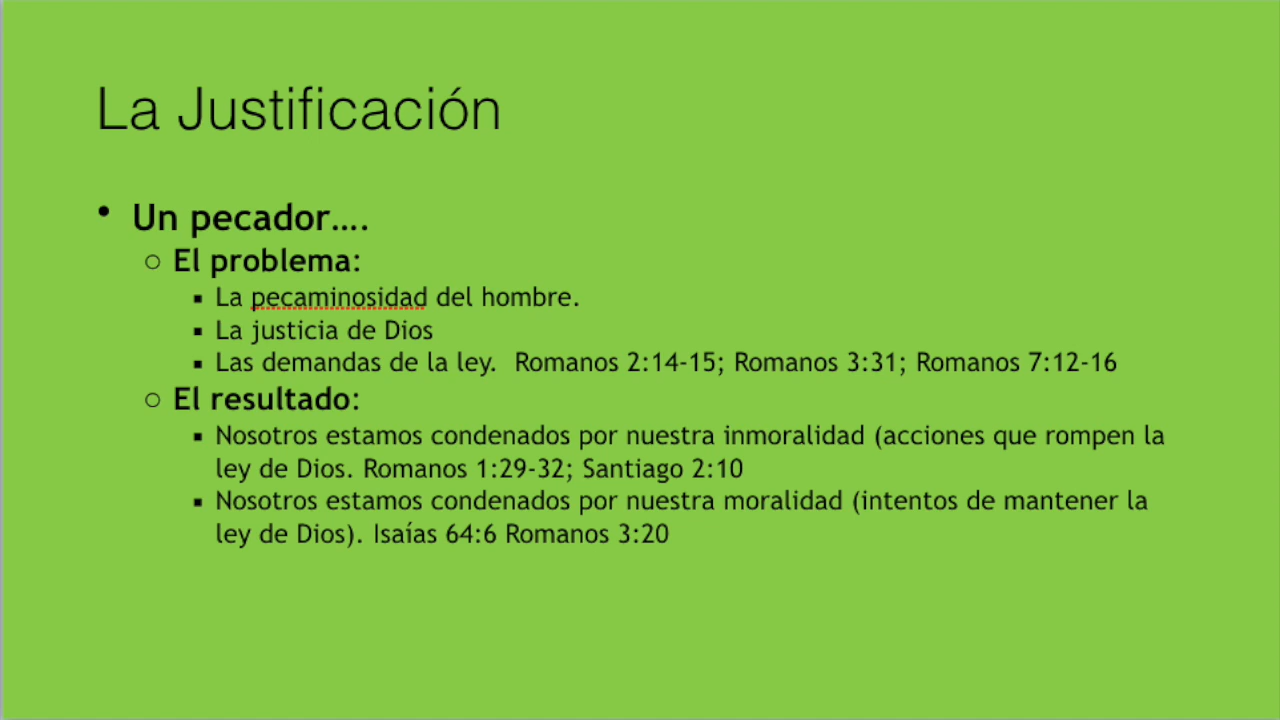 La Justificación
• Un pecador....
○ El problema:
▪ La pecaminosidad del hombre.
▪ La justicia de Dios
▪ Las demandas de la ley.  Romanos 2:14-15; Romanos 3:31; Romanos 7:12-16
○ El resultado:
▪ Nosotros estamos condenados por nuestra inmoralidad (acciones que rompen la
ley de Dios. Romanos 1:29-32; Santiago 2:10
▪ Nosotros estamos condenados por nuestra moralidad (intentos de mantener la
ley de Dios). Isaías 64:6 Romanos 3:20